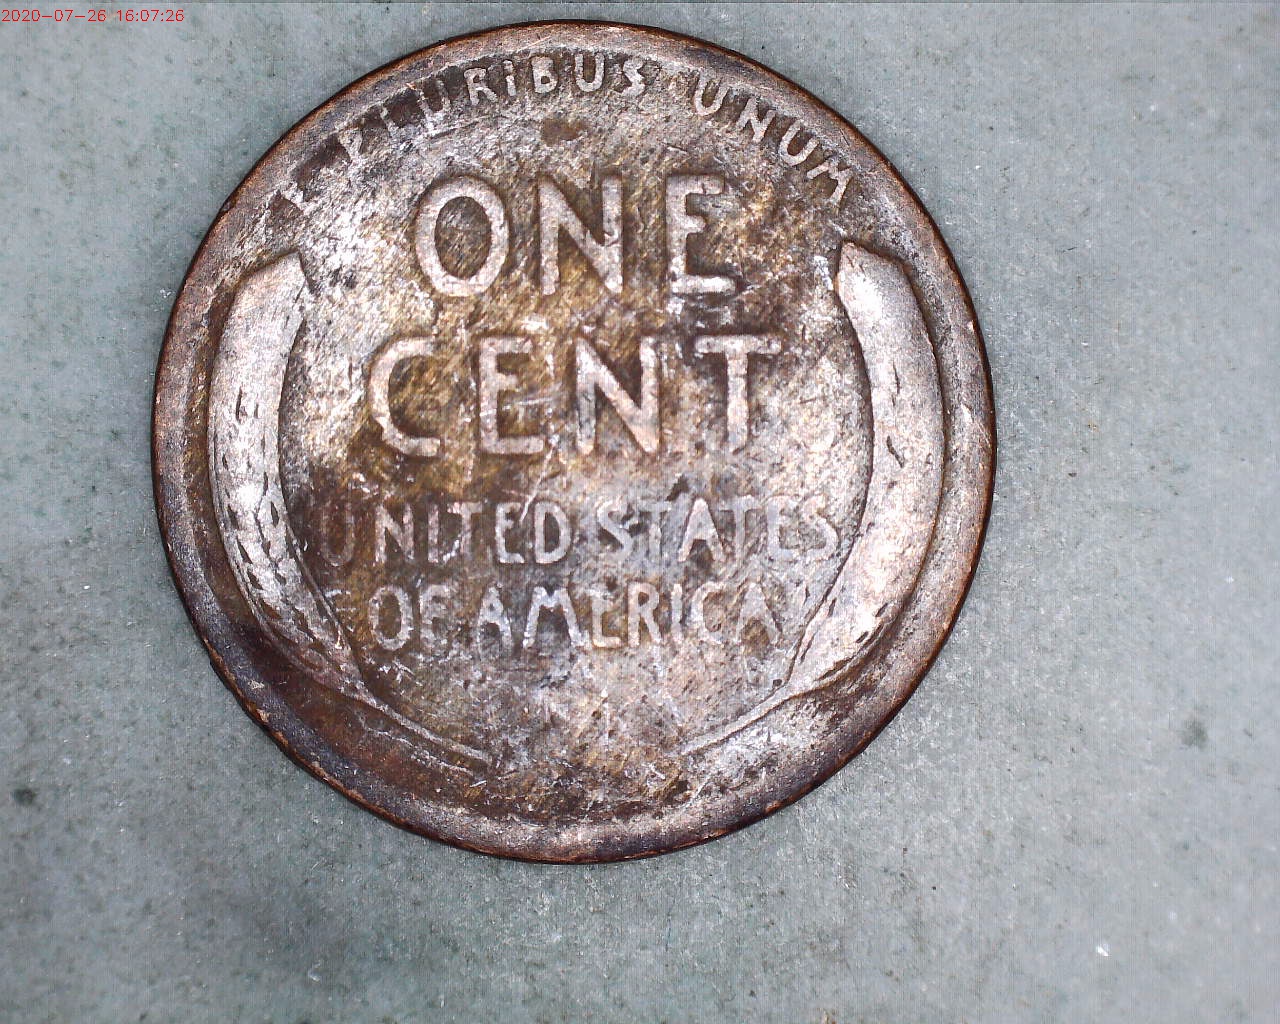 2020-07-26 16:07:26
E PLURIBUS UNUM
ONE
CENT
UNITED STATES
OF AMERICA